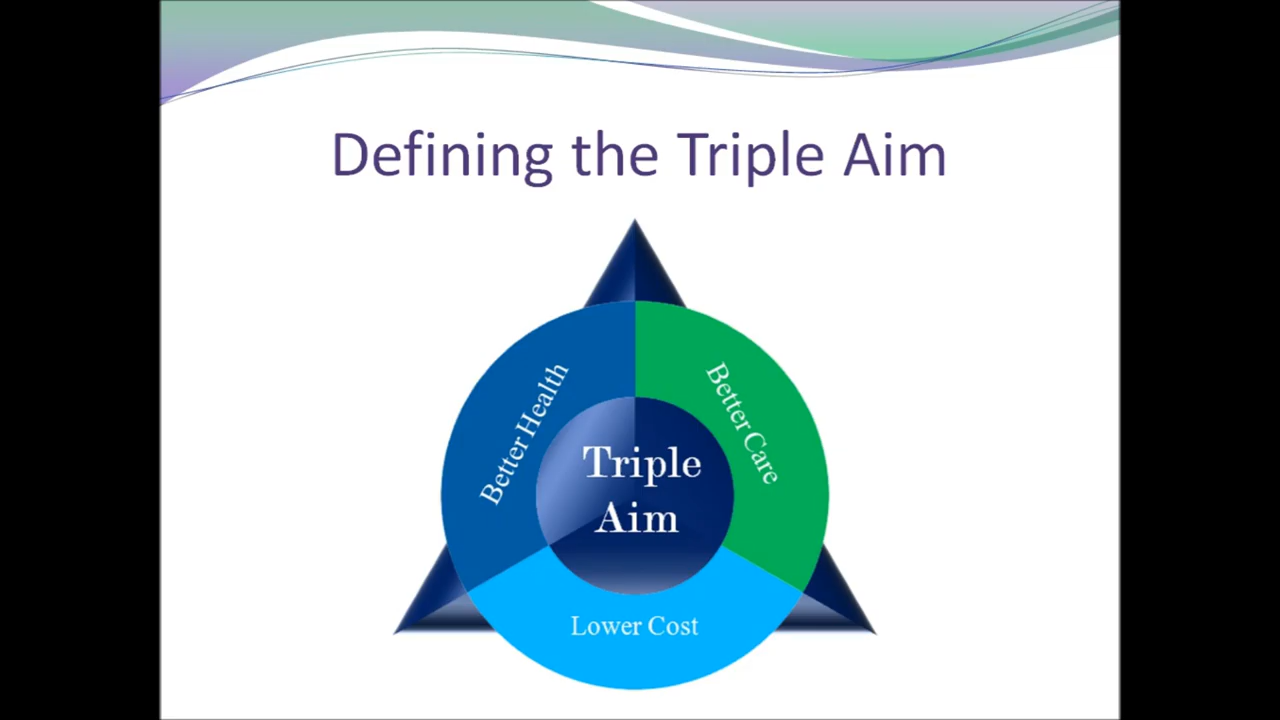 Defining the Triple Aim
Better Health
Better Care
Triple
Aim
Lower Cost